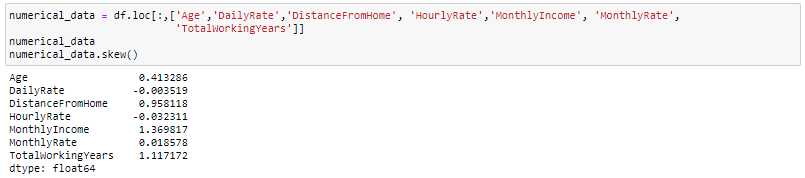 numerical_data = df.loc[:,['Age','DailyRate','DistanceFromHome', 'HourlyRate','MonthlyIncome', 'MonthlyRate',
'TotalWorkingYears']]
numerical_data
numerical_data.skew()
Age 0.413286
DailyRate -0.003519
DistanceFromHome 0.958118
HourlyRate -0.032311
MonthlyIncome 1.369817
MonthlyRate 0.018578
TotalWorkingYears 1.117172
dtype: float64